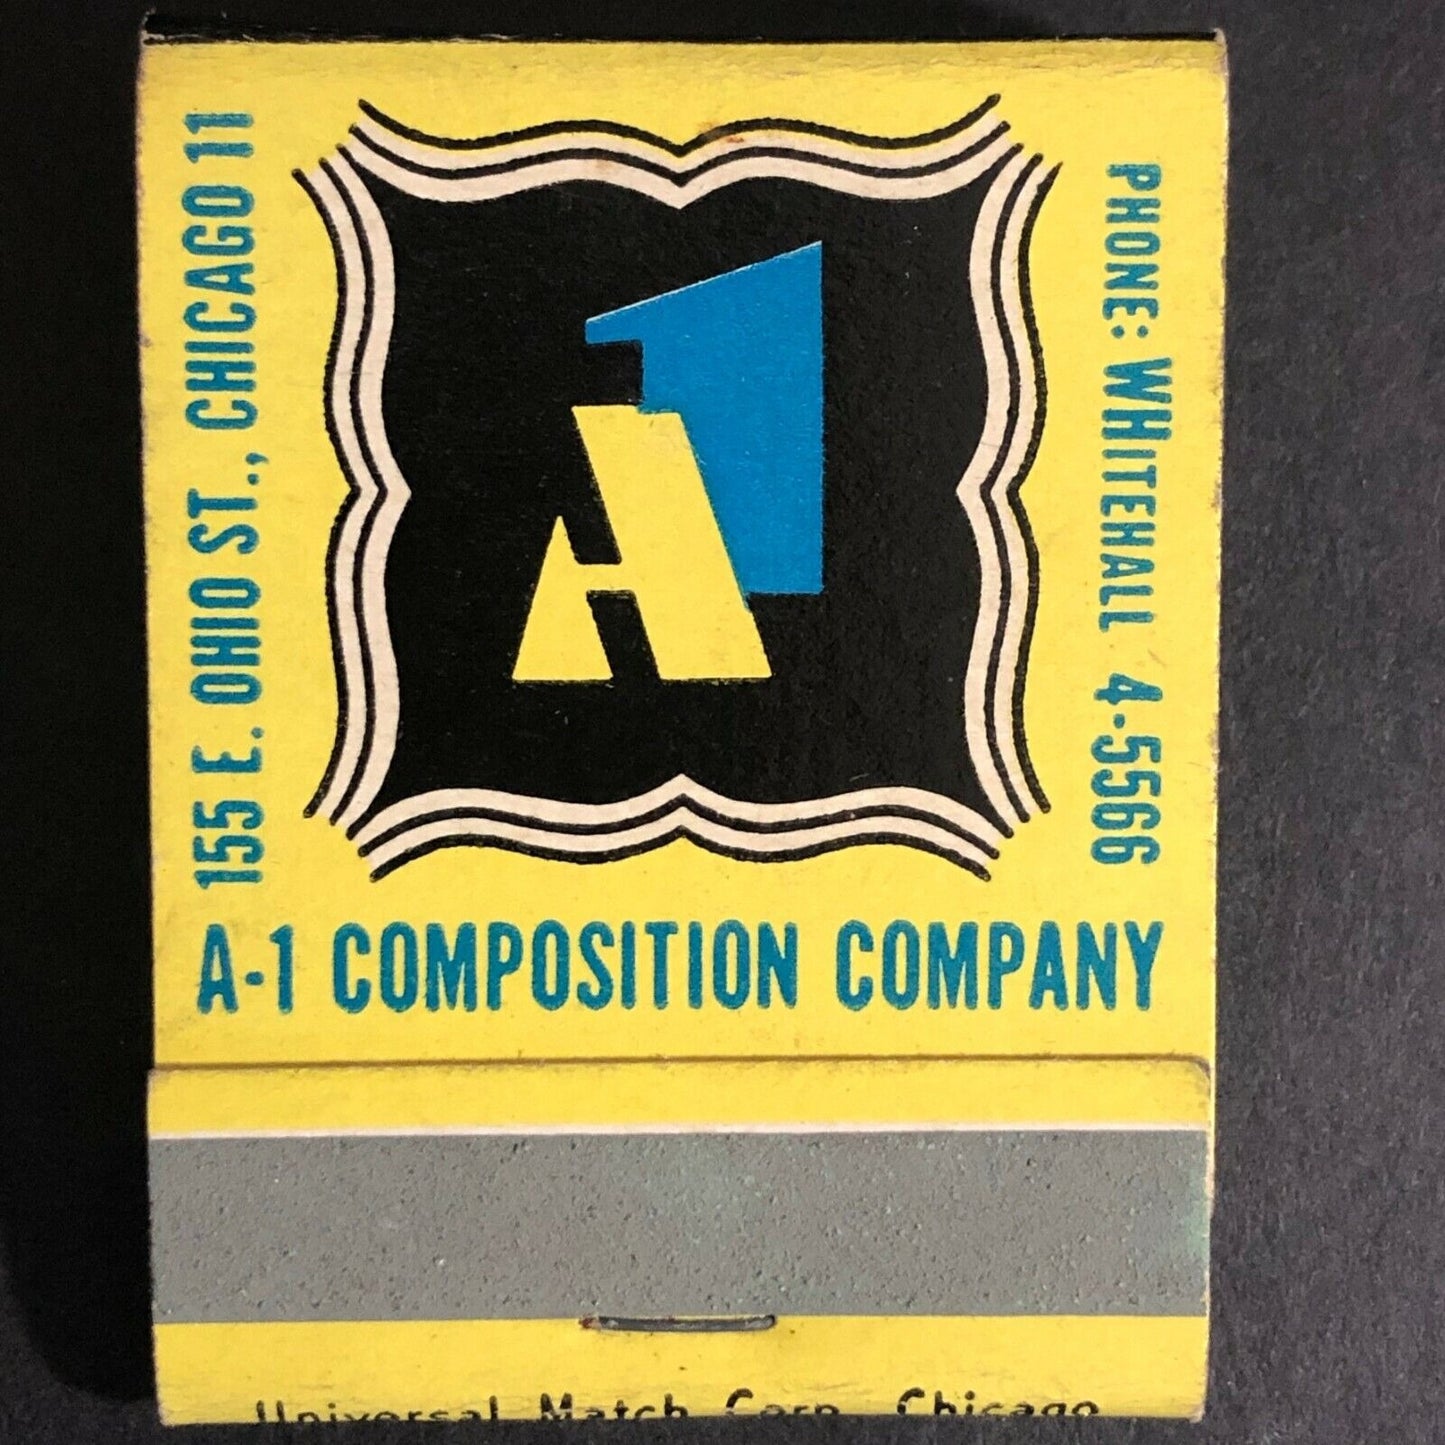 155 E. OHIO ST., CHICAGO 11
PHONE: WHITEHALL 4-5566
A1
A-1 COMPOSITION COMPANY
Universal Match Corp., Chicago